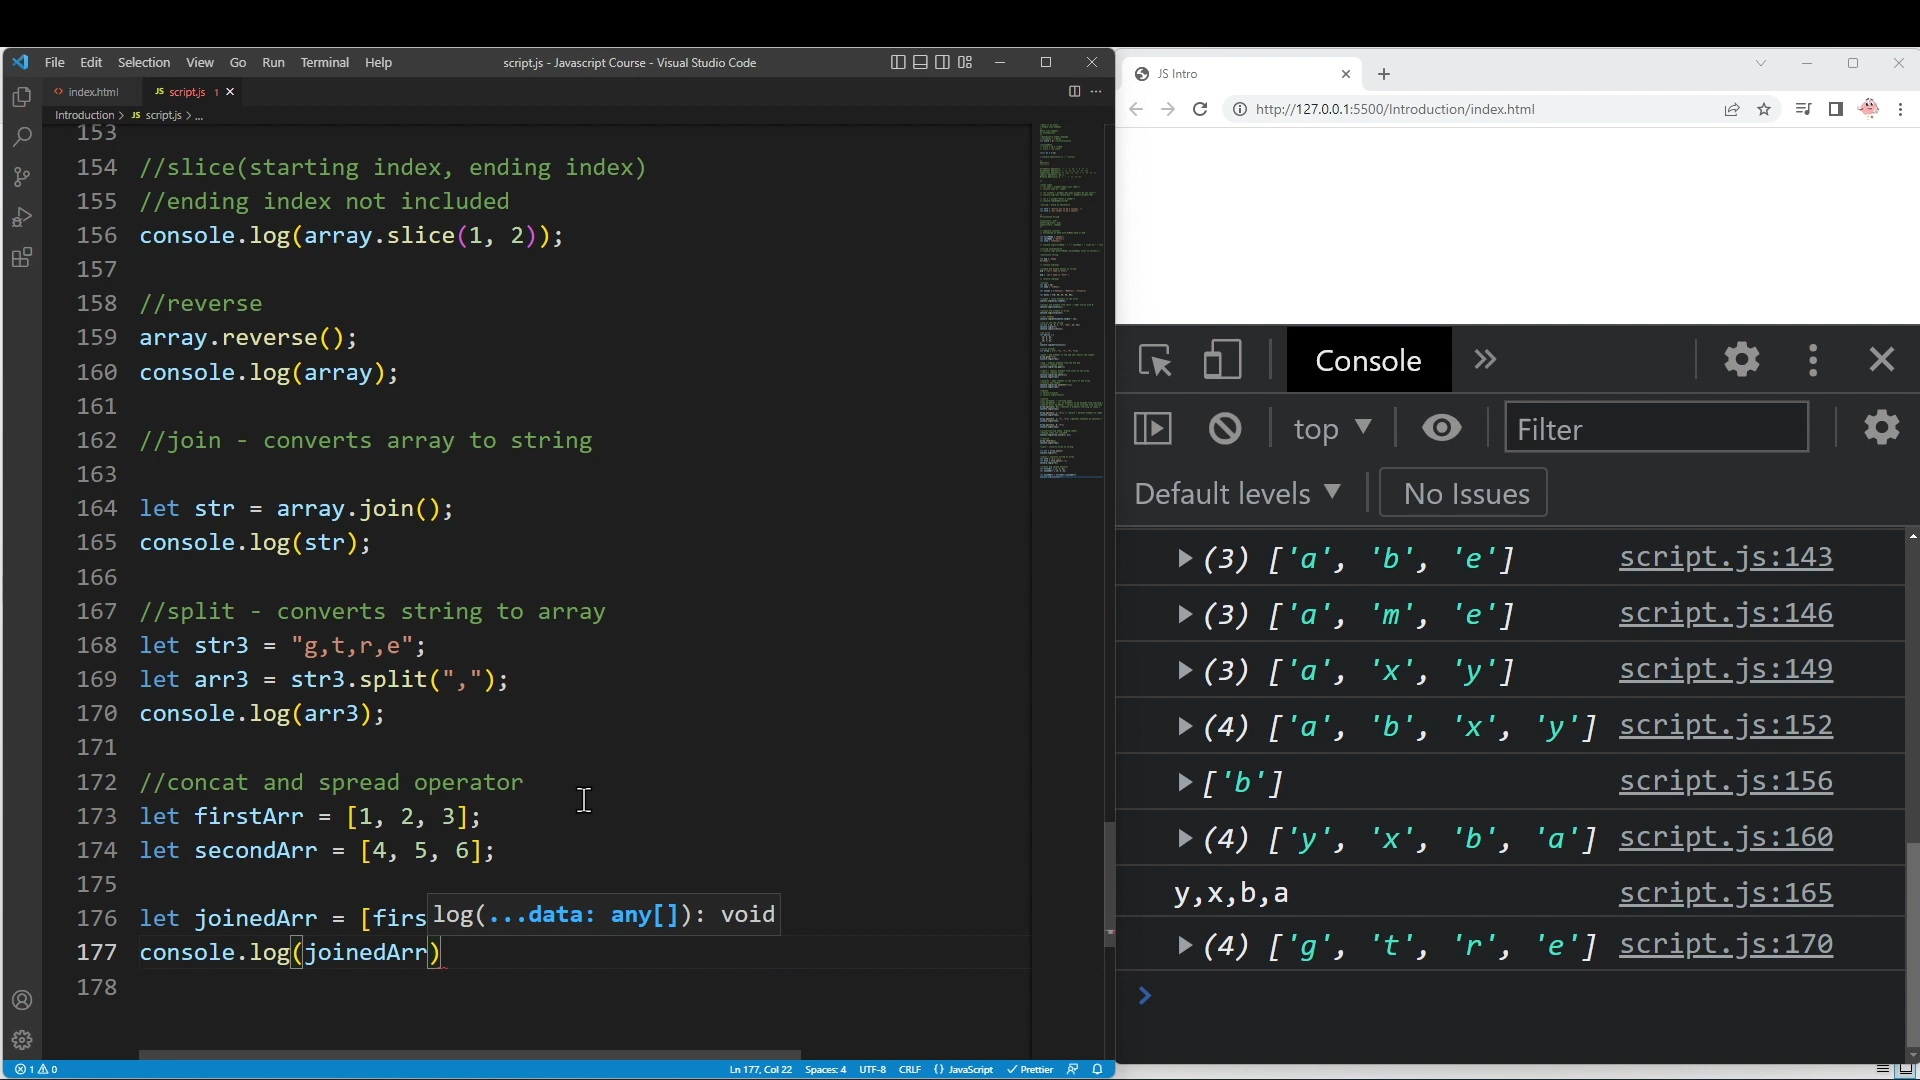 File Edit Selection View Go Run Terminal Help
script.js - Javascript Course - Visual Studio Code
index.html JS script.js 1
Introduction > JS script.js > ...
153
154 //slice(starting index, ending index)
155 //ending index not included
156 console.log(array.slice(1, 2));
157
158 //reverse
159 array.reverse();
160 console.log(array);
161
162 //join - converts array to string
163
164 let str = array.join();
165 console.log(str);
166
167 //split - converts string to array
168 let str3 = "g,t,r,e";
169 let arr3 = str3.split(",");
170 console.log(arr3);
171
172 //concat and spread operator
173 let firstArr = [1, 2, 3];
174 let secondArr = [4, 5, 6];
175
176 let joinedArr = [firs
log(...data: any[]): void
177 console.log(joinedArr)
178
1 0
Ln 177, Col 22 Spaces: 4 UTF-8 CRLF {} JavaScript Prettier
JS Intro
http://127.0.0.1:5500/Introduction/index.html
Console
top Filter
Default levels No Issues
(3) ['a', 'b', 'e'] script.js:143
(3) ['a', 'm', 'e'] script.js:146
(3) ['a', 'x', 'y'] script.js:149
(4) ['a', 'b', 'x', 'y'] script.js:152
['b'] script.js:156
(4) ['y', 'x', 'b', 'a'] script.js:160
y,x,b,a script.js:165
(4) ['g', 't', 'r', 'e'] script.js:170